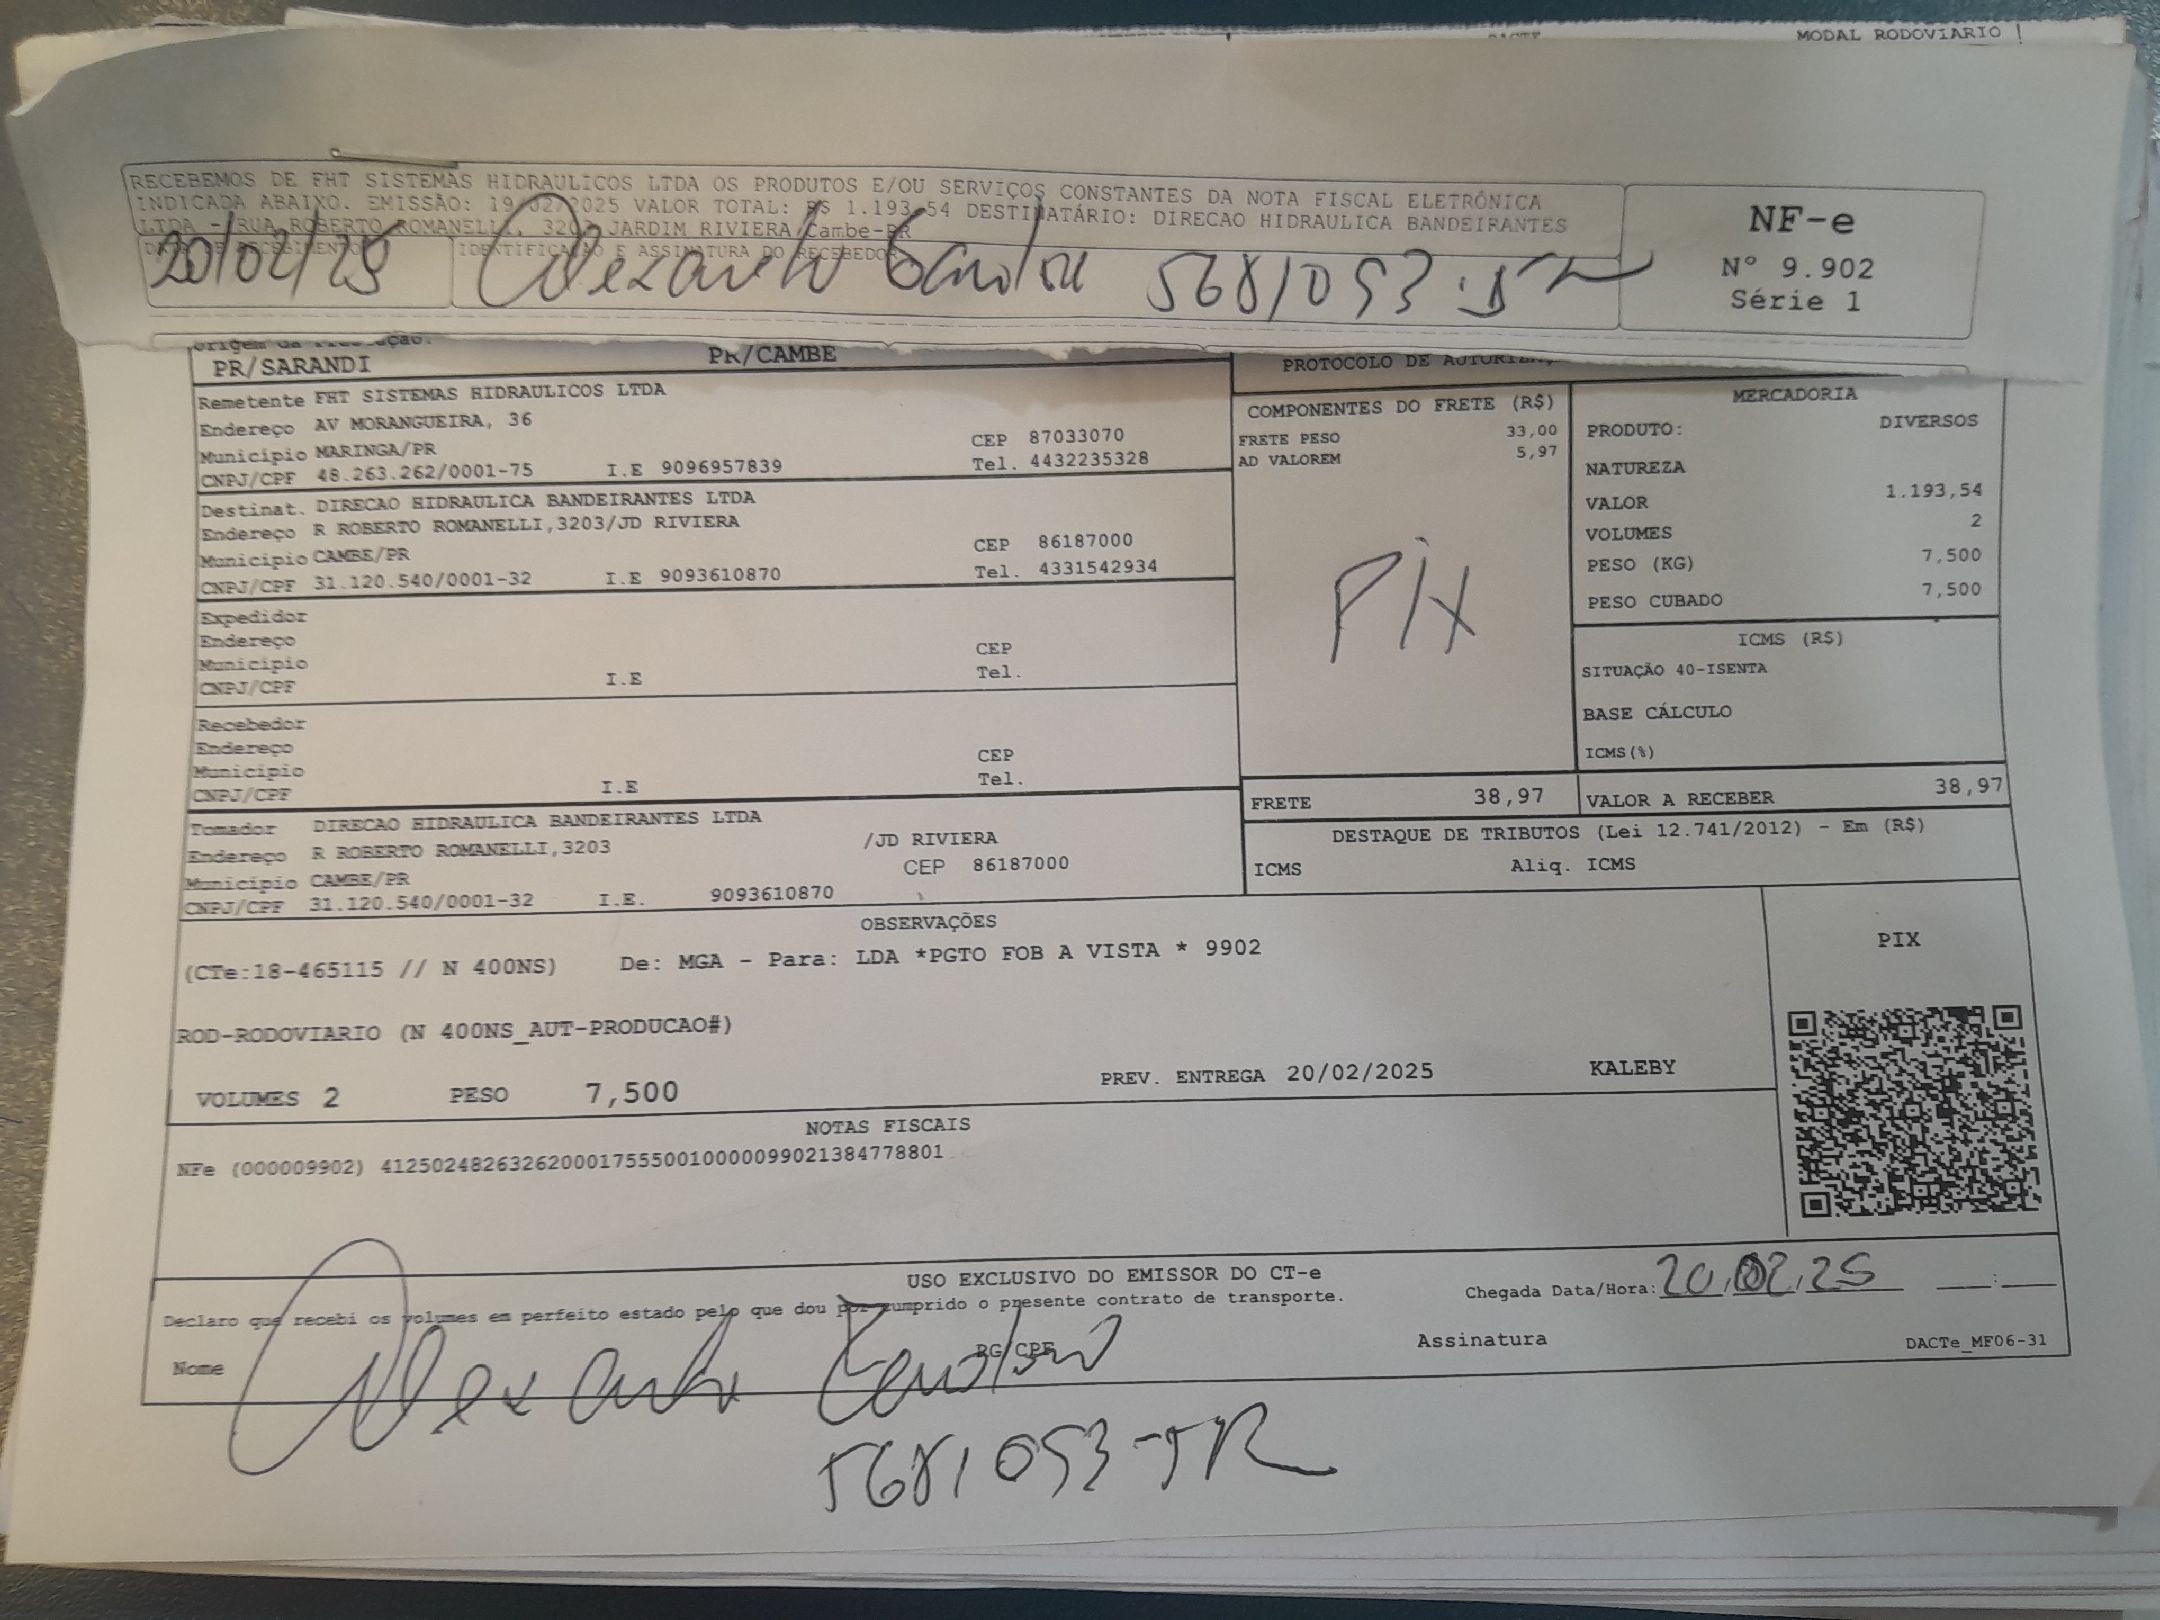 MODAL RODOVIARIO
RECEBEMOS DE FHT SISTEMAS HIDRAULICOS LTDA OS PRODUTOS E/OU SERVIÇOS CONSTANTES DA NOTA FISCAL ELETRÔNICA
INDICADA ABAIXO. EMISSÃO: 19/02/2025 VALOR TOTAL: R$ 1.193,54 DESTINATÁRIO: DIRECAO HIDRAULICA BANDEIRANTES
LTDA - RUA ROBERTO ROMANELLI, 3203 JARDIM RIVIERA Cambe-PR
IDENTIFICAÇÃO E ASSINATURA DO RECEBEDOR
20/02/25 5681053
NF-e
Nº 9.902
Série 1
PR/SARANDI PR/CAMBE
PROTOCOLO DE
Remetente FHT SISTEMAS HIDRAULICOS LTDA
Endereço AV MORANGUEIRA, 36
Município MARINGA/PR CEP 87033070
CNPJ/CPF 48.263.262/0001-75 I.E 9096957839 Tel. 4432235328
Destinat. DIRECAO HIDRAULICA BANDEIRANTES LTDA
Endereço R ROBERTO ROMANELLI,3203/JD RIVIERA
Município CAMBE/PR CEP 86187000
CNPJ/CPF 31.120.540/0001-32 I.E 9093610870 Tel. 4331542934
Expedidor
Endereço
Município CEP
CNPJ/CPF I.E Tel.
Recebedor
Endereço
Município CEP
CNPJ/CPF I.E Tel.
Tomador DIRECAO HIDRAULICA BANDEIRANTES LTDA
Endereço R ROBERTO ROMANELLI,3203 /JD RIVIERA
Município CAMBE/PR CEP 86187000
CNPJ/CPF 31.120.540/0001-32 I.E. 9093610870
COMPONENTES DO FRETE (R$)
FRETE PESO 33,00
AD VALOREM 5,97
PIX
FRETE 38,97
MERCADORIA
PRODUTO: DIVERSOS
NATUREZA
VALOR 1.193,54
VOLUMES 2
PESO (KG) 7,500
PESO CUBADO 7,500
ICMS (R$)
SITUAÇÃO 40-ISENTA
BASE CÁLCULO
ICMS(%)
VALOR A RECEBER 38,97
DESTAQUE DE TRIBUTOS (Lei 12.741/2012) - Em (R$)
ICMS Aliq. ICMS
OBSERVAÇÕES
(CTe:18-465115 // N 400NS) De: MGA - Para: LDA *PGTO FOB A VISTA * 9902
ROD-RODOVIARIO (N 400NS_AUT-PRODUCAO#)
VOLUMES 2 PESO 7,500 PREV. ENTREGA 20/02/2025 KALEBY
PIX
NOTAS FISCAIS
NFe (000009902) 41250248263262000175550010000099021384778801
USO EXCLUSIVO DO EMISSOR DO CT-e
Declaro que recebi os volumes em perfeito estado pelo que dou por cumprido o presente contrato de transporte.
Chegada Data/Hora: 20,02,25 :
Nome RG/CPF Assinatura DACTe_MF06-31
5681053-